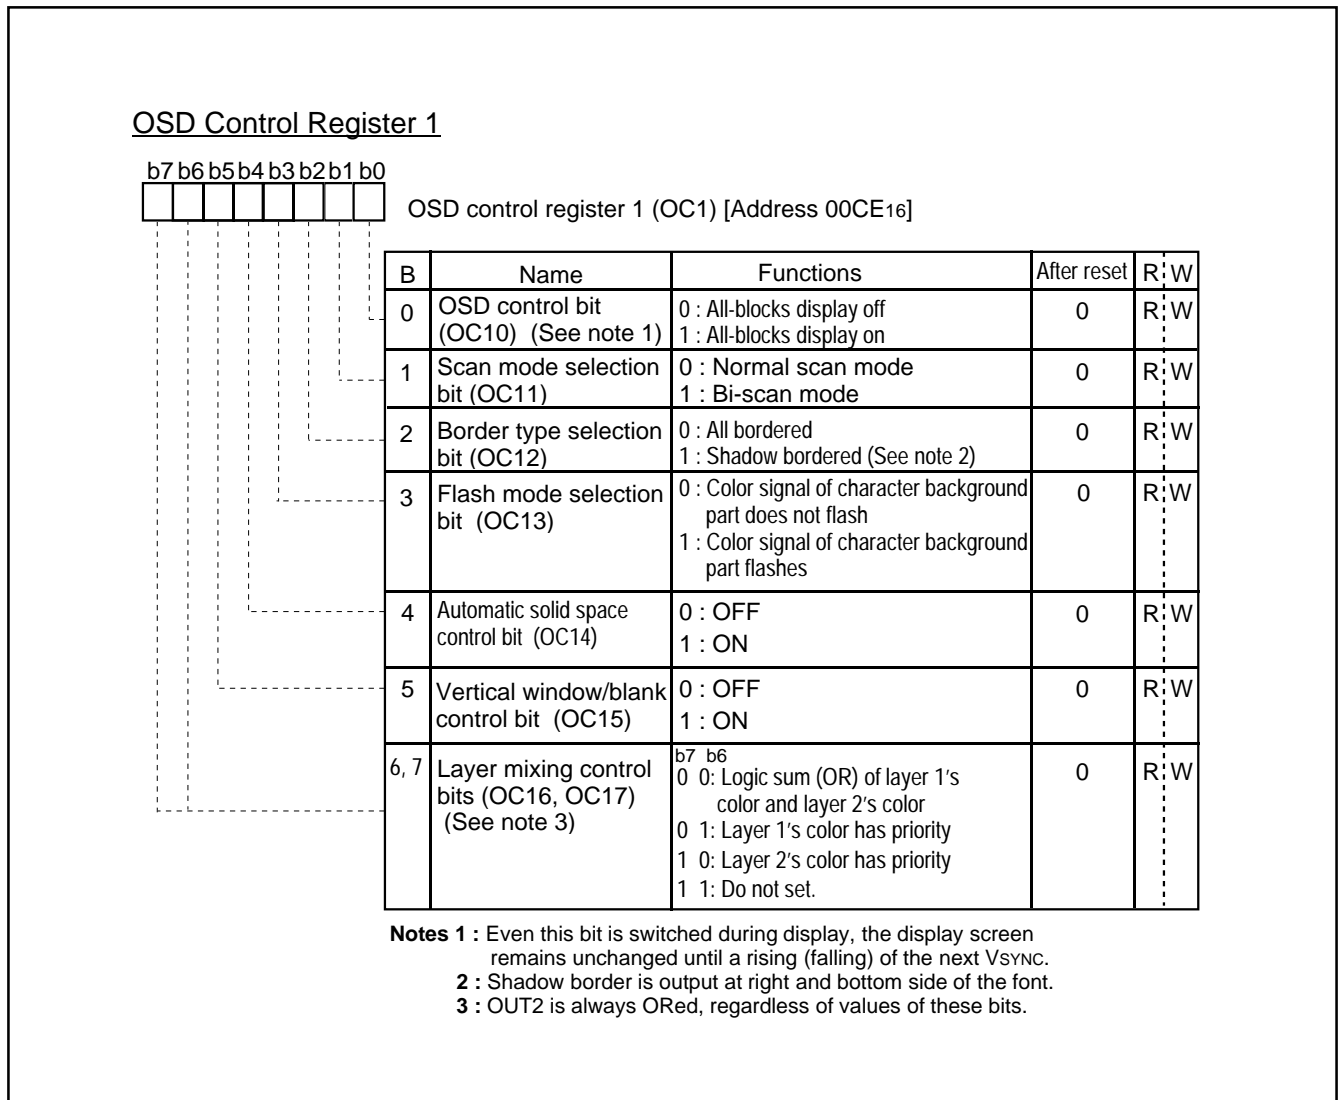 OSD Control Register 1
b7 b6 b5 b4 b3 b2 b1 b0
OSD control register 1 (OC1) [Address 00CE16]
B Name Functions After reset R W
0 OSD control bit (OC10) (See note 1) 0 : All-blocks display off 0 R W
1 : All-blocks display on
1 Scan mode selection bit (OC11) 0 : Normal scan mode 0 R W
1 : Bi-scan mode
2 Border type selection bit (OC12) 0 : All bordered 0 R W
1 : Shadow bordered (See note 2)
3 Flash mode selection bit (OC13) 0 : Color signal of character background 0 R W
part does not flash
1 : Color signal of character background
part flashes
4 Automatic solid space control bit (OC14) 0 : OFF 0 R W
1 : ON
5 Vertical window/blank control bit (OC15) 0 : OFF 0 R W
1 : ON
6, 7 Layer mixing control bits (OC16, OC17) (See note 3) b7 b6 0 R W
0 0: Logic sum (OR) of layer 1's
color and layer 2's color
0 1: Layer 1's color has priority
1 0: Layer 2's color has priority
1 1: Do not set.
Notes 1 : Even this bit is switched during display, the display screen
remains unchanged until a rising (falling) of the next VSYNC.
2 : Shadow border is output at right and bottom side of the font.
3 : OUT2 is always ORed, regardless of values of these bits.